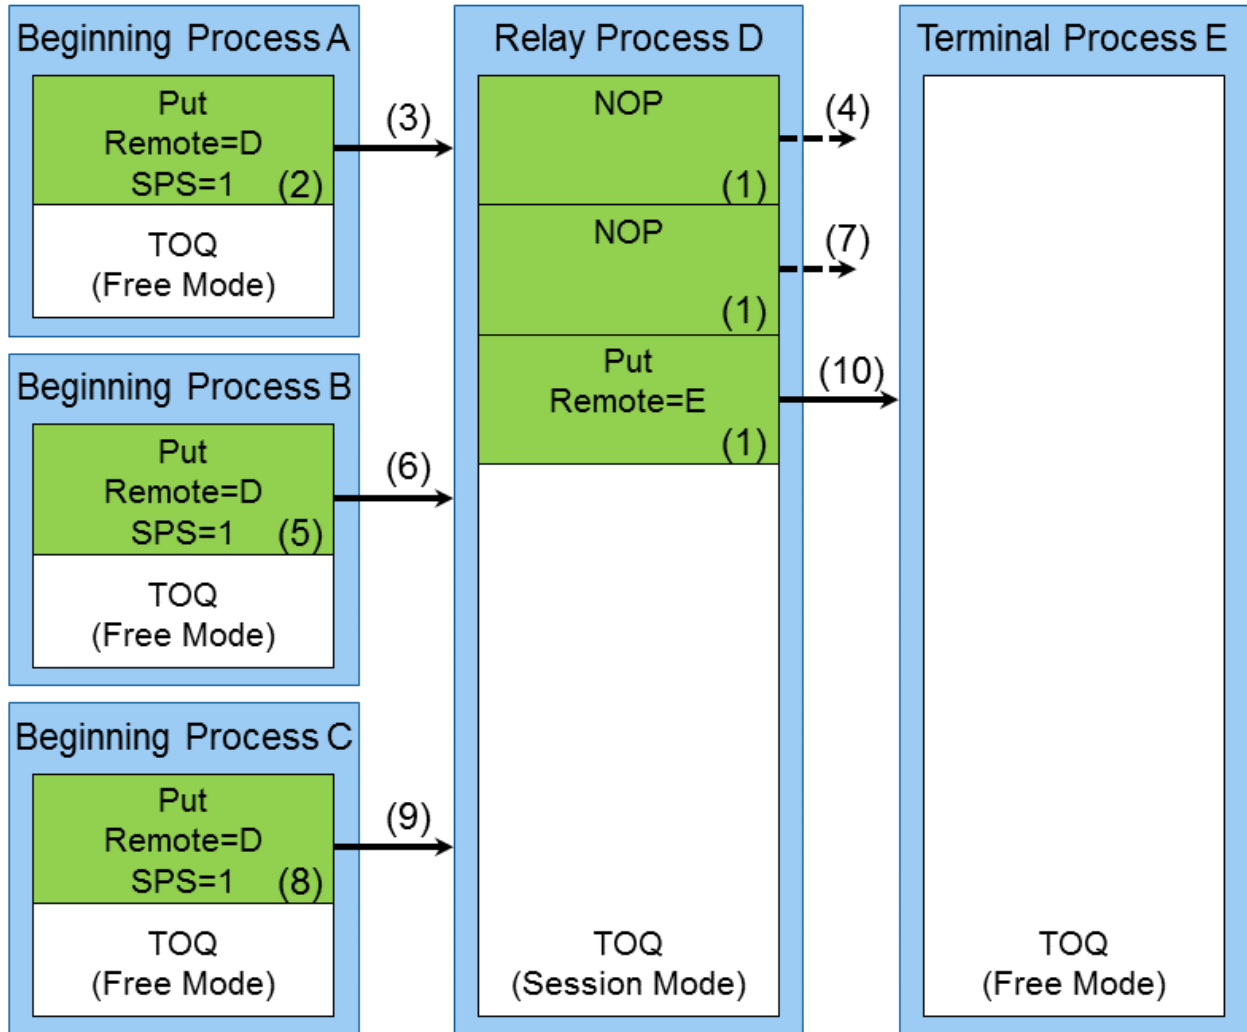 Beginning Process A
Put
Remote=D
SPS=1 (2)
TOQ
(Free Mode)
(3)
Beginning Process B
Put
Remote=D
SPS=1 (5)
TOQ
(Free Mode)
(6)
Beginning Process C
Put
Remote=D
SPS=1 (8)
TOQ
(Free Mode)
(9)
Relay Process D
NOP
(1)
(4)
NOP
(1)
(7)
Put
Remote=E
(1)
(10)
TOQ
(Session Mode)
Terminal Process E
TOQ
(Free Mode)